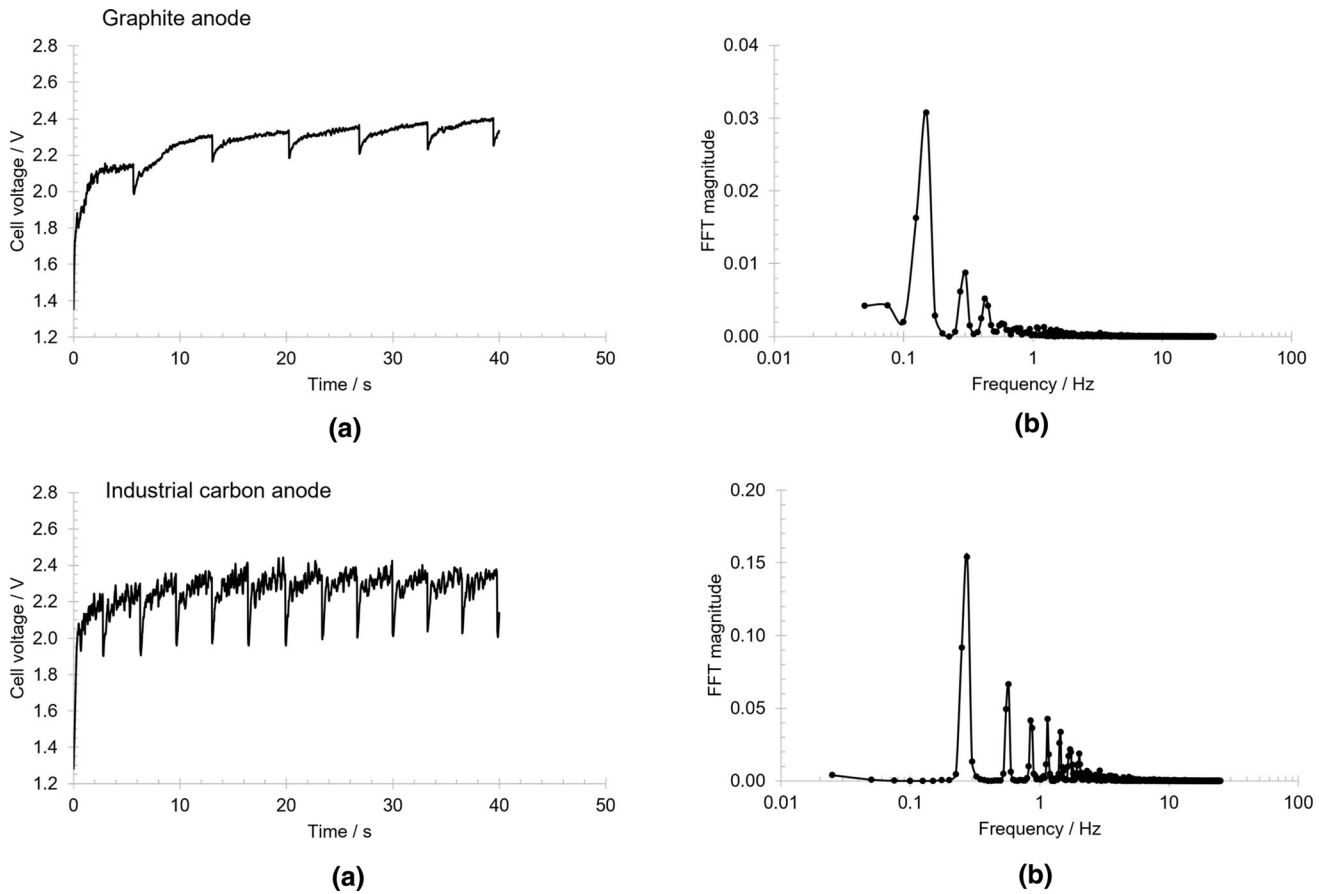 Graphite anode
2.8
2.6
2.4
2.2
2.0
1.8
1.6
1.4
1.2
Cell voltage / V
0 10 20 30 40 50
Time / s
(a)
0.04
0.03
0.02
0.01
0.00
FFT magnitude
0.01 0.1 1 10 100
Frequency / Hz
(b)
Industrial carbon anode
2.8
2.6
2.4
2.2
2.0
1.8
1.6
1.4
1.2
Cell voltage / V
0 10 20 30 40 50
Time / s
(a)
0.20
0.15
0.10
0.05
0.00
FFT magnitude
0.01 0.1 1 10 100
Frequency / Hz
(b)